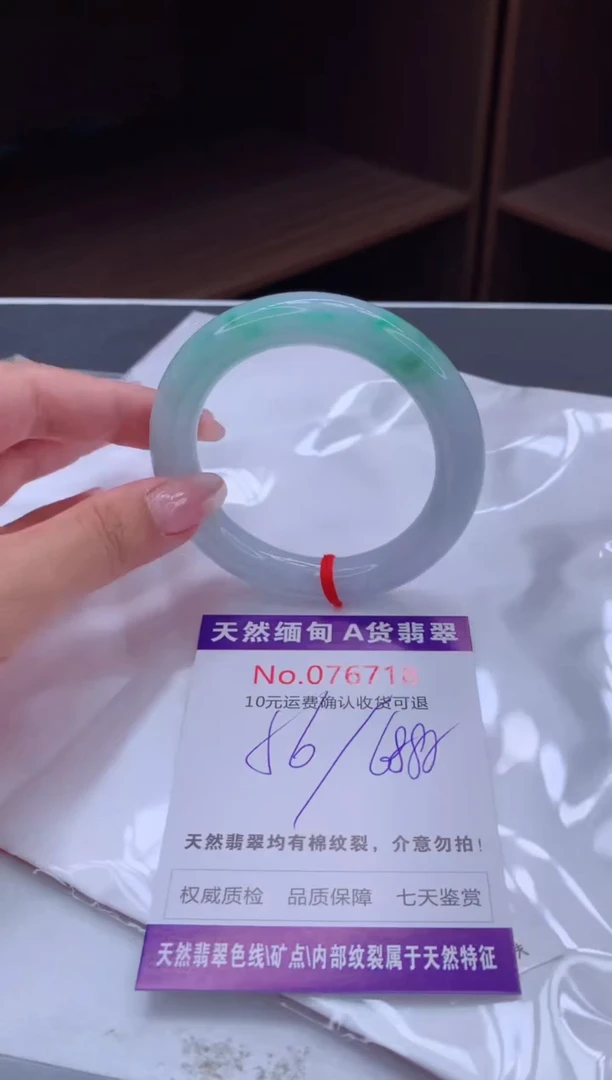 天然缅甸 A货翡翠
No.076718
10元运费确认收货可退
86/6888
天然翡翠均有棉纹裂，介意勿拍!
权威质检 品质保障 七天鉴赏
天然翡翠色线\矿点\内部纹裂属于天然特征